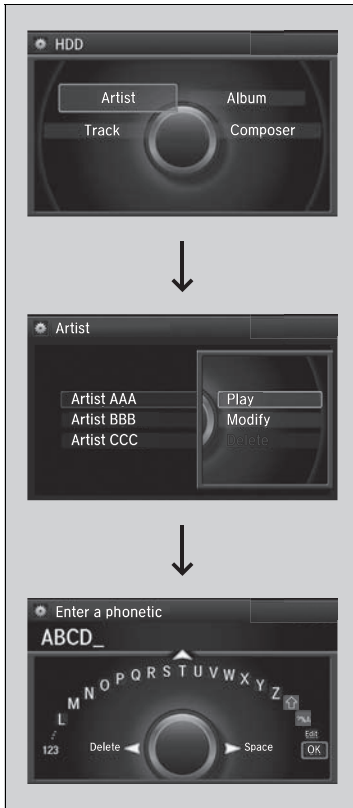 HDD
Artist
Album
Track
Composer
Artist
Artist AAA
Artist BBB
Artist CCC
Play
Modify
Delete
Enter a phonetic
ABCD_
L M N O P Q R S T U V W X Y Z
123
Delete
Space
Edit
OK